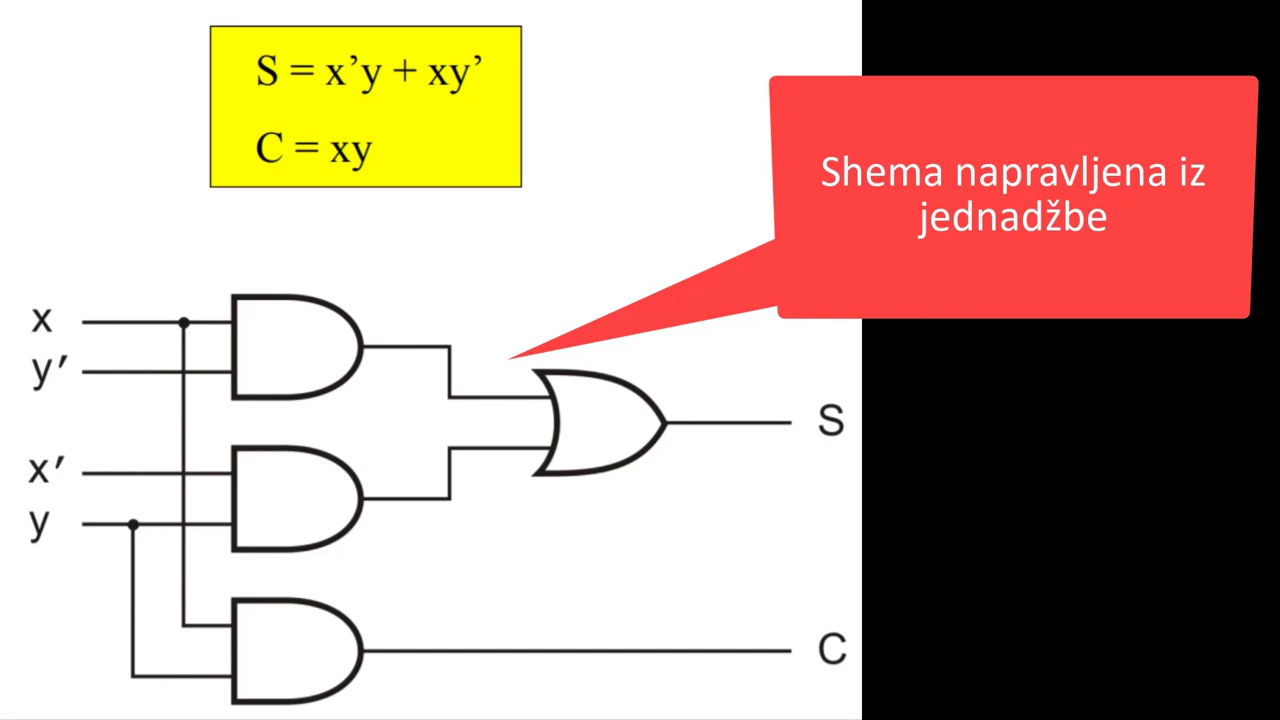 S = x’y + xy’
C = xy
Shema napravljena iz
jednadžbe
x
y′
x′
y
S
C